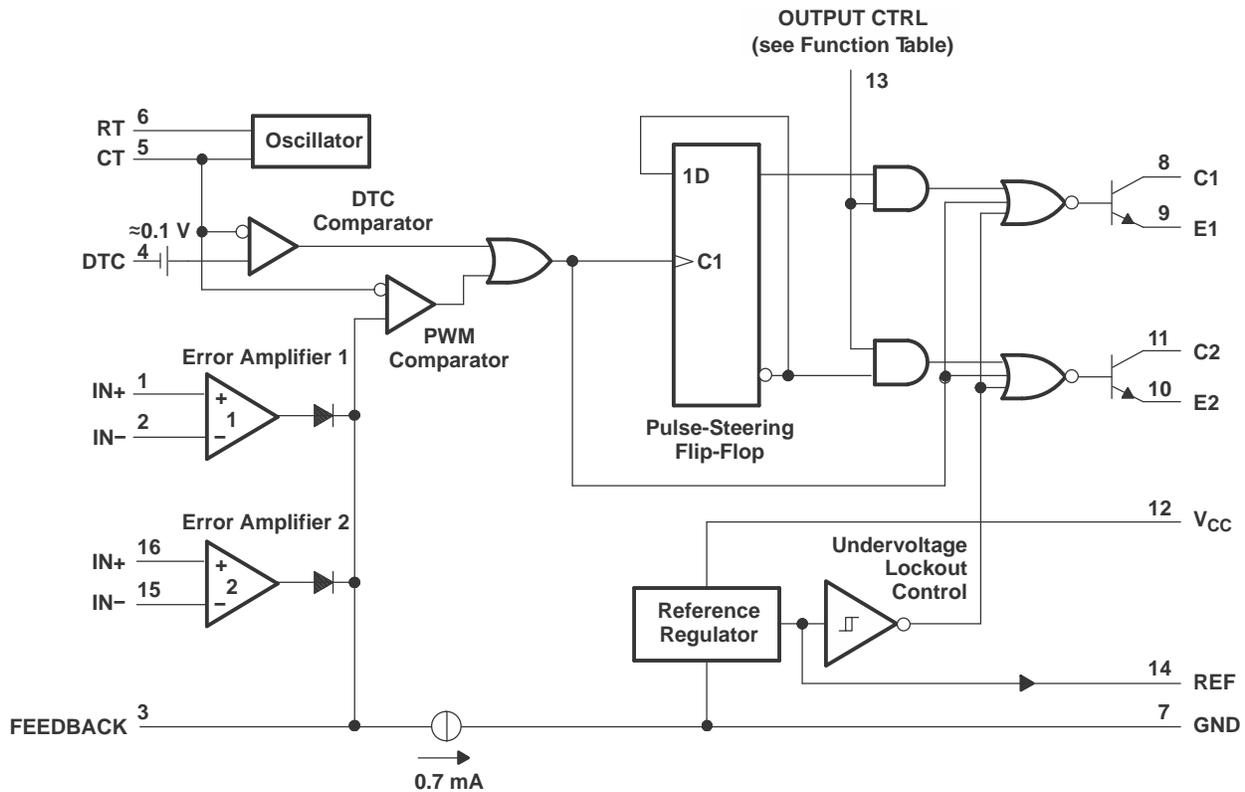 OUTPUT CTRL
(see Function Table)
13
RT 6
CT 5
Oscillator
DTC
Comparator
≈0.1 V
DTC 4
PWM
Comparator
1D
C1
Pulse-Steering
Flip-Flop
8 C1
9 E1
11 C2
10 E2
Error Amplifier 1
IN+ 1
IN− 2
+
1
−
Error Amplifier 2
IN+ 16
IN− 15
+
2
−
12 VCC
Undervoltage
Lockout
Control
Reference
Regulator
14 REF
7 GND
FEEDBACK 3
0.7 mA